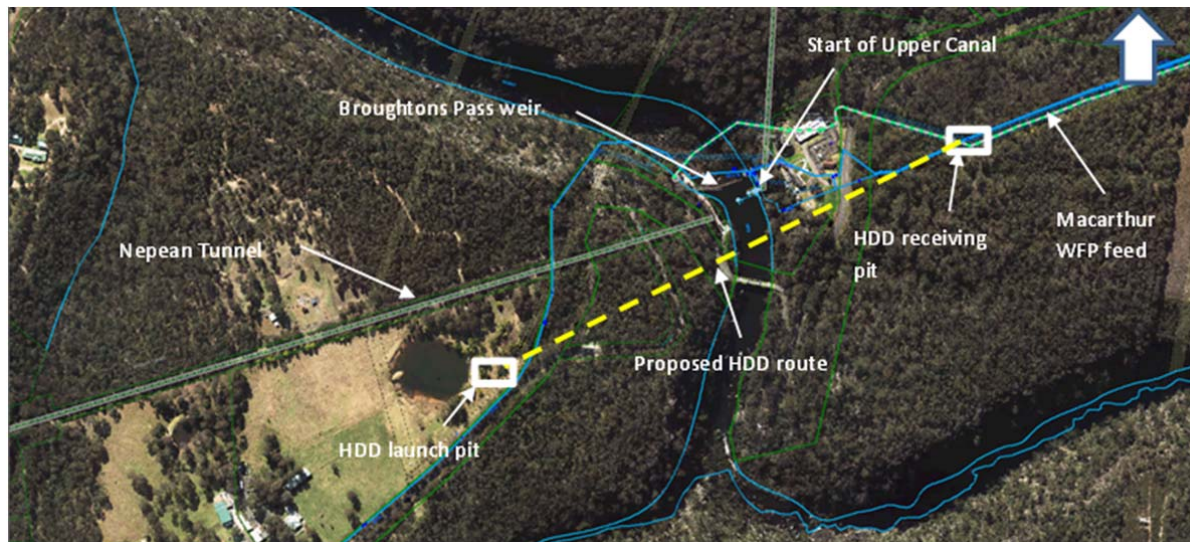 Start of Upper Canal
Broughtons Pass weir
Nepean Tunnel
HDD receiving
pit
Macarthur
WFP feed
Proposed HDD route
HDD launch pit